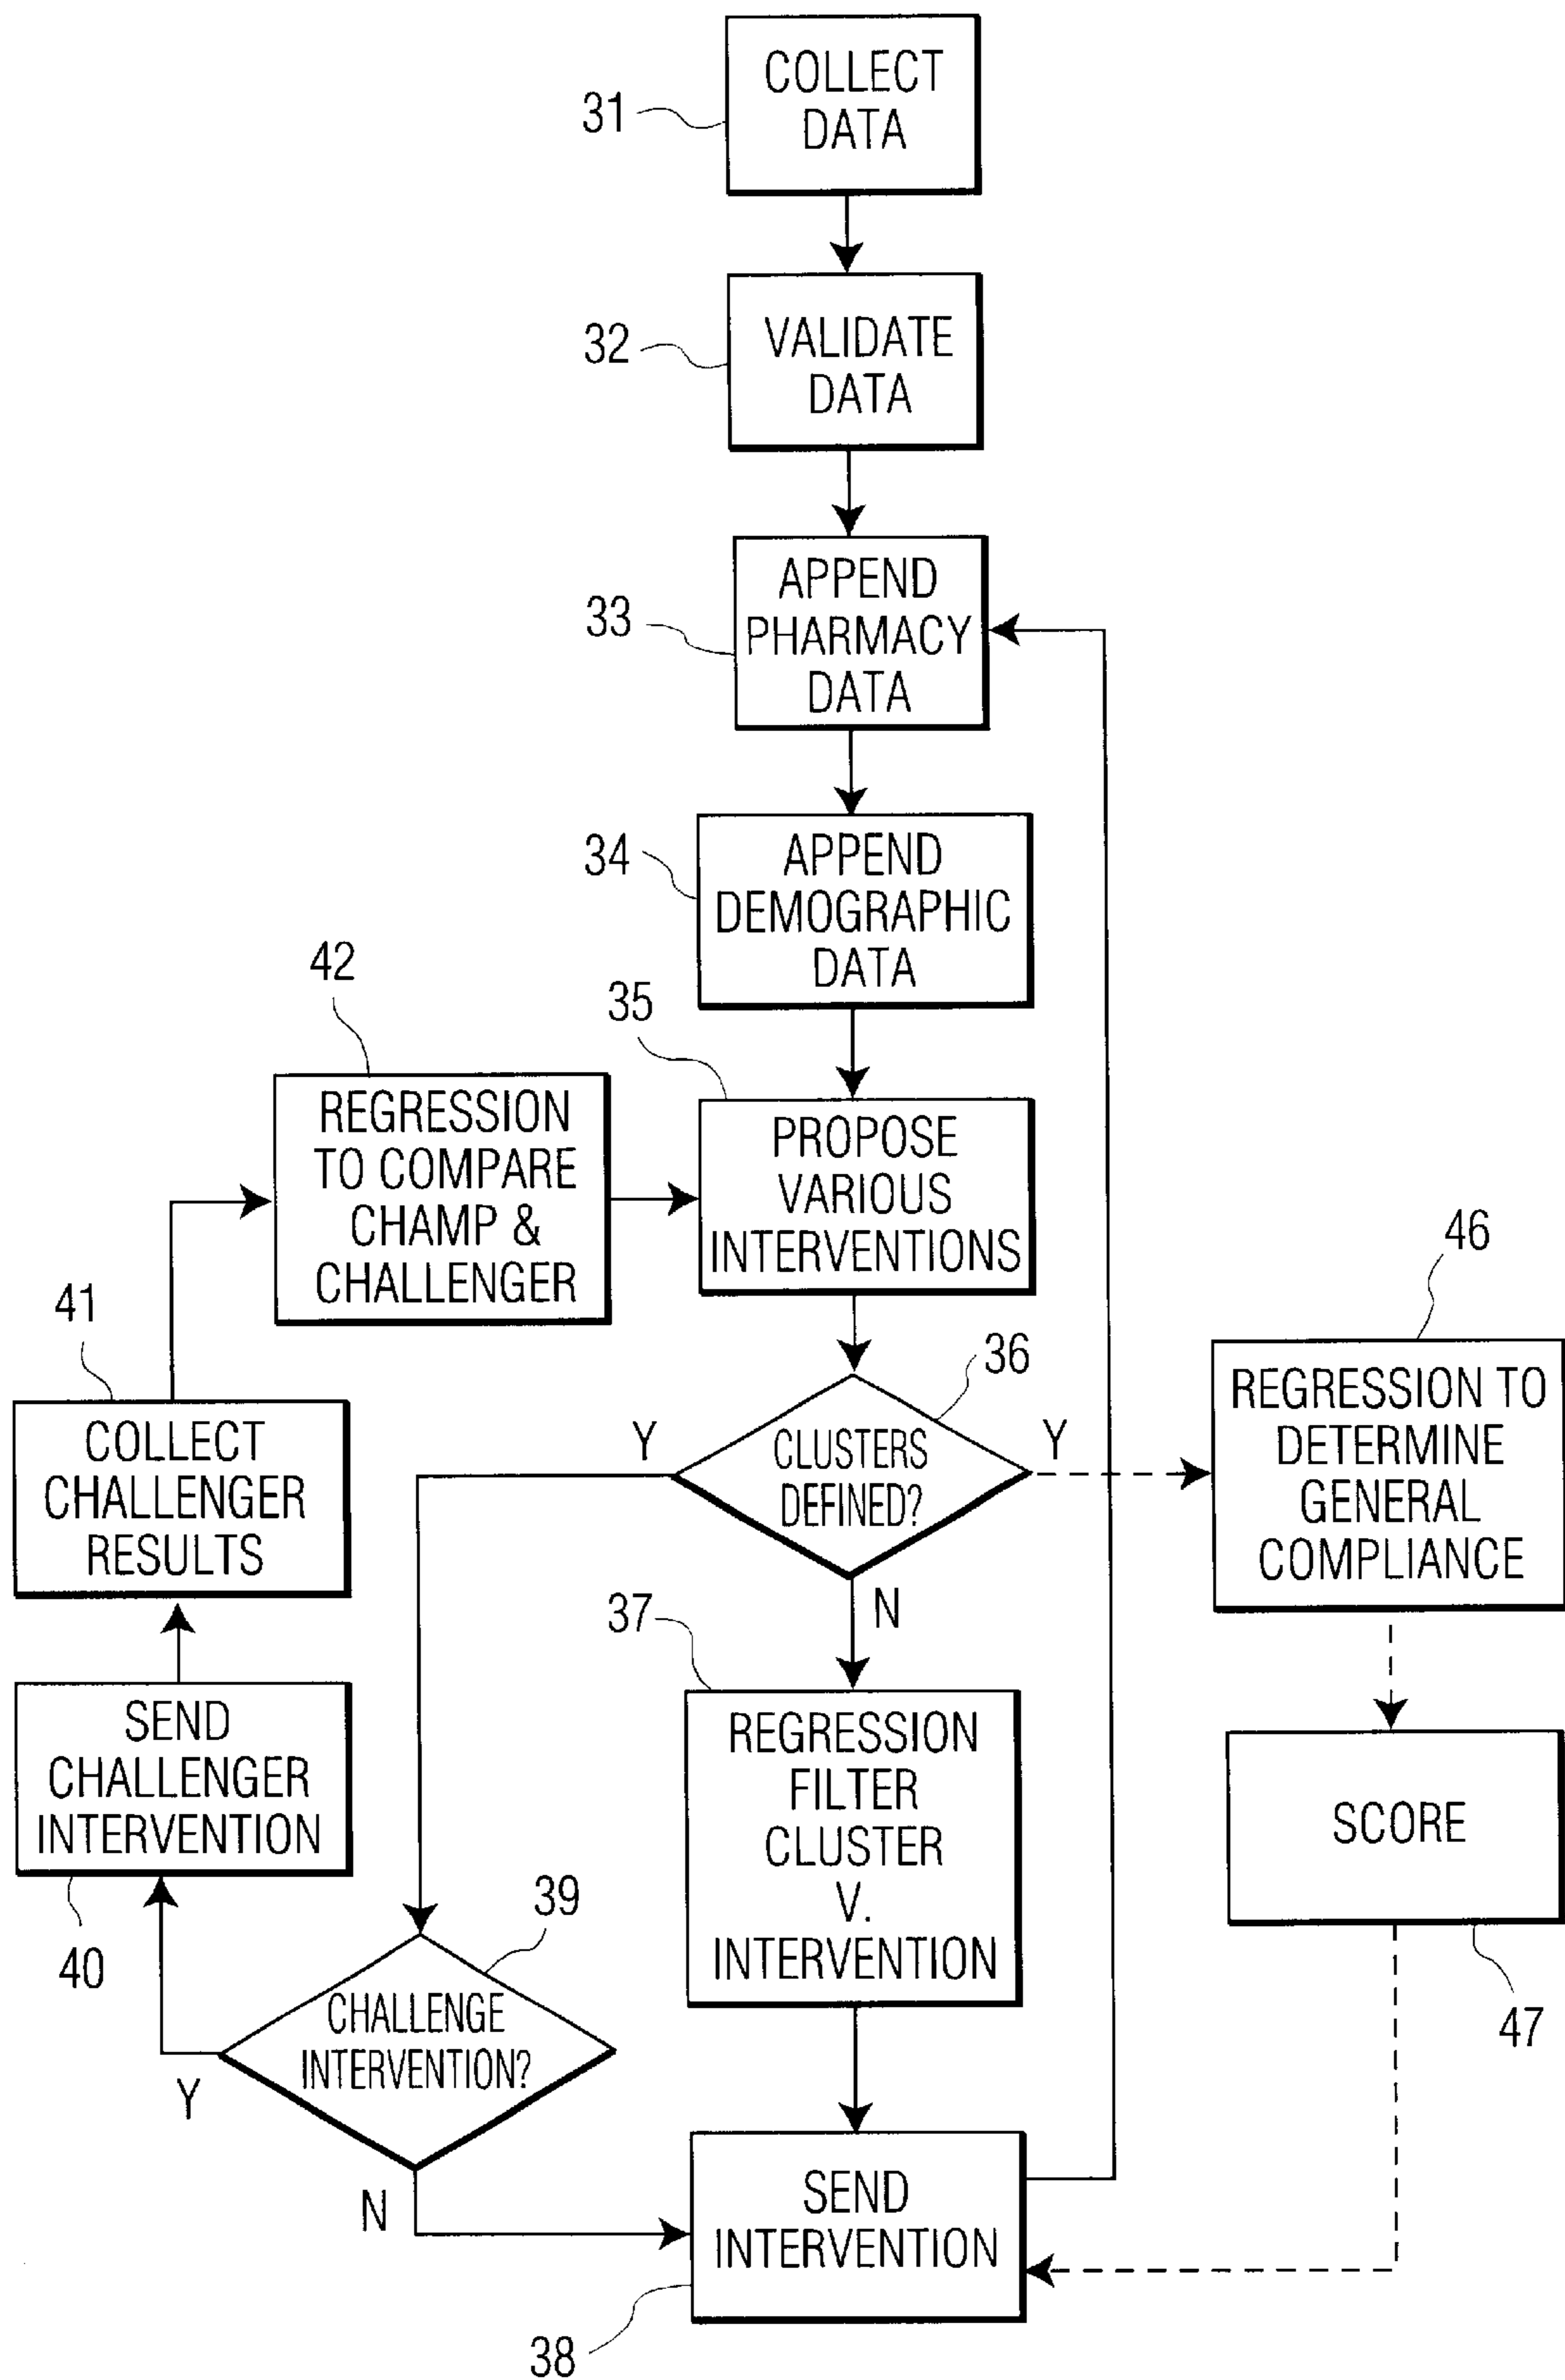 COLLECT
DATA
31
VALIDATE
DATA
32
APPEND
PHARMACY
DATA
33
APPEND
DEMOGRAPHIC
DATA
34
42
35
REGRESSION
TO COMPARE
CHAMP &
CHALLENGER
PROPOSE
VARIOUS
INTERVENTIONS
46
41
36
REGRESSION TO
DETERMINE
GENERAL
COMPLIANCE
COLLECT
CHALLENGER
RESULTS
Y
CLUSTERS
DEFINED?
Y
N
37
SEND
CHALLENGER
INTERVENTION
REGRESSION
FILTER
CLUSTER
V.
INTERVENTION
SCORE
40
39
47
CHALLENGE
INTERVENTION?
Y
N
SEND
INTERVENTION
38